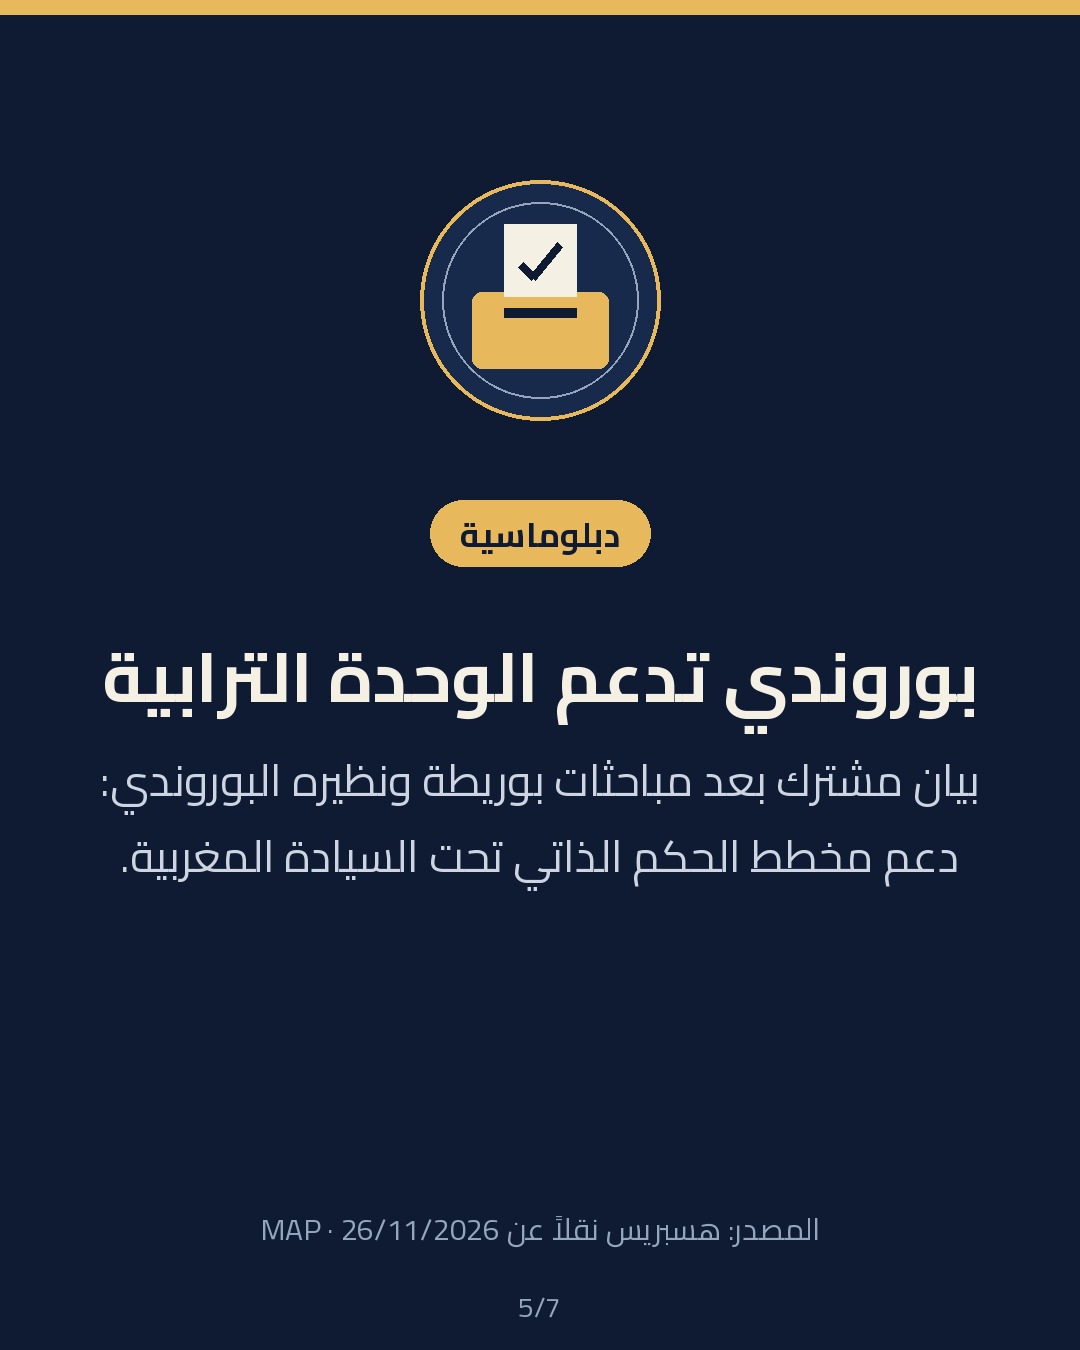 دبلوماسية
بوروندي تدعم الوحدة الترابية
بيان مشترك بعد مباحثات بوريطة ونظيره البوروندي:
دعم مخطط الحكم الذاتي تحت السيادة المغربية.
المصدر: هسبريس نقلاً عن MAP · 26/11/2026
5/7